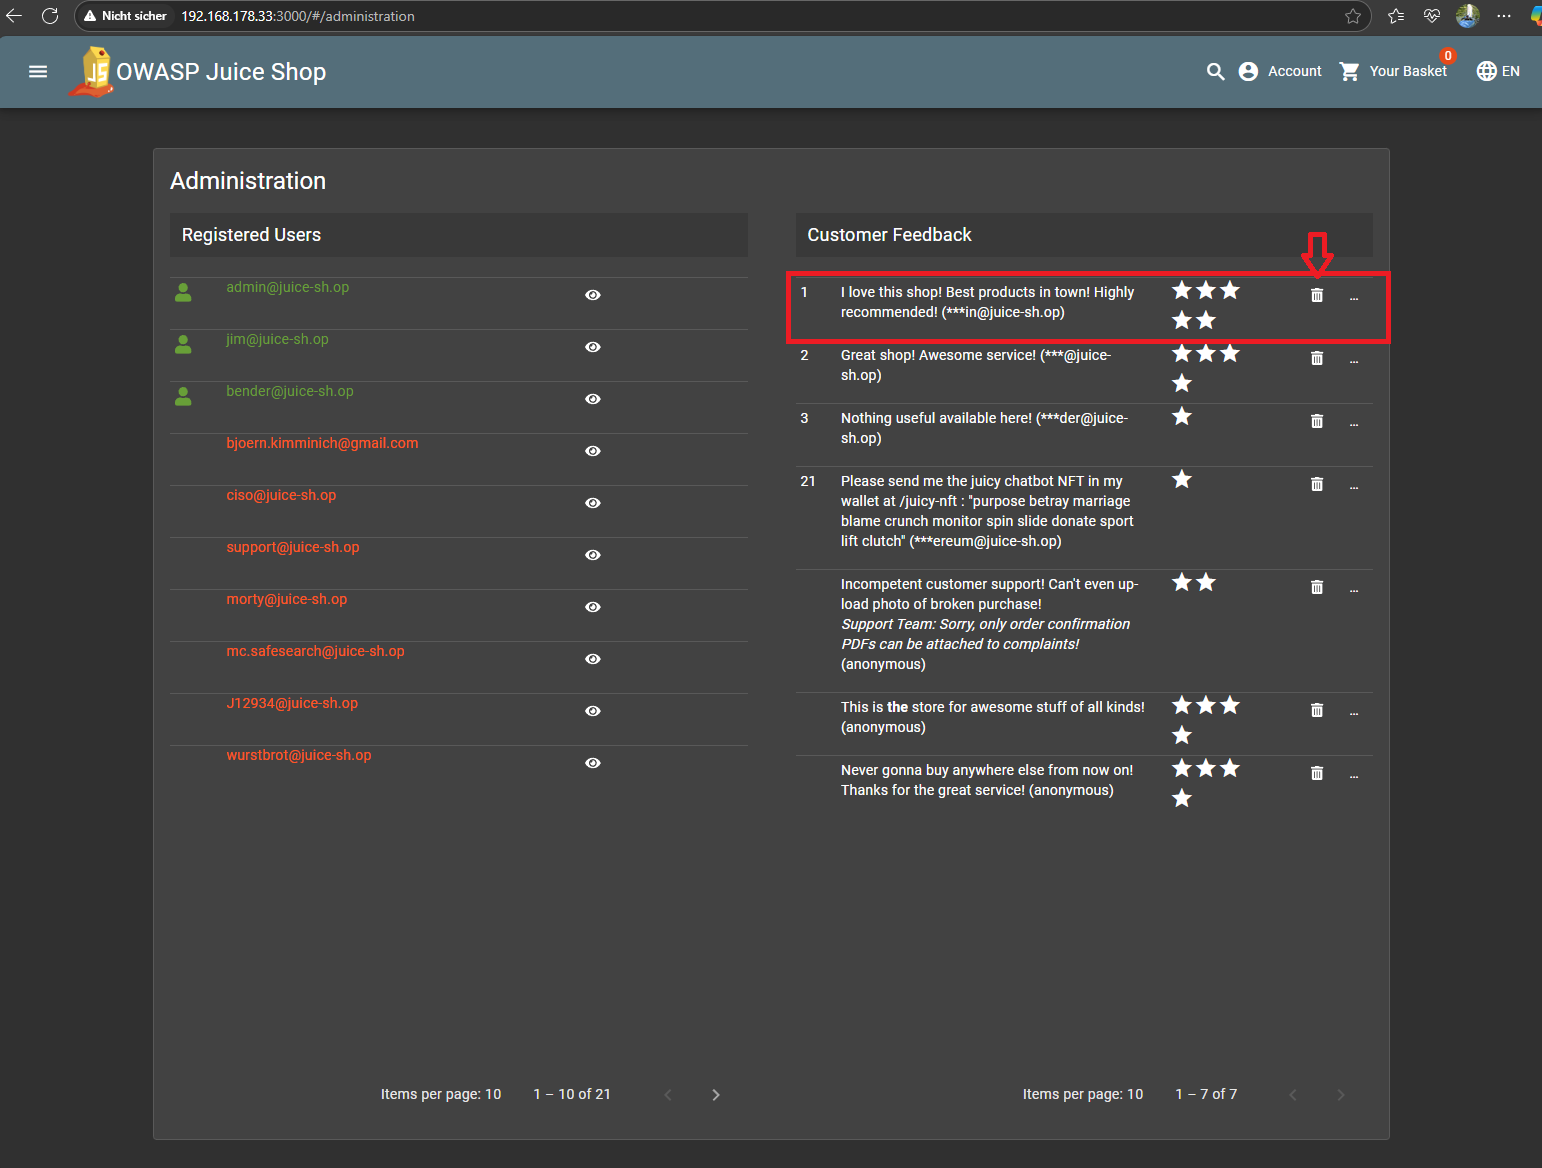 Nicht sicher 192.168.178.33:3000/#/administration
OWASP Juice Shop
Account
Your Basket
0
EN
Administration
Registered Users
admin@juice-sh.op
jim@juice-sh.op
bender@juice-sh.op
bjoern.kimminich@gmail.com
ciso@juice-sh.op
support@juice-sh.op
morty@juice-sh.op
mc.safesearch@juice-sh.op
J12934@juice-sh.op
wurstbrot@juice-sh.op
Items per page: 10 1 – 10 of 21
Customer Feedback
1 I love this shop! Best products in town! Highly
recommended! (***in@juice-sh.op)
...
2 Great shop! Awesome service! (***@juice-
sh.op)
...
3 Nothing useful available here! (***der@juice-
sh.op)
...
21 Please send me the juicy chatbot NFT in my
wallet at /juicy-nft : "purpose betray marriage
blame crunch monitor spin slide donate sport
lift clutch" (***ereum@juice-sh.op)
...
Incompetent customer support! Can't even up-
load photo of broken purchase!
Support Team: Sorry, only order confirmation
PDFs can be attached to complaints!
(anonymous)
...
This is the store for awesome stuff of all kinds!
(anonymous)
...
Never gonna buy anywhere else from now on!
Thanks for the great service! (anonymous)
...
Items per page: 10 1 – 7 of 7